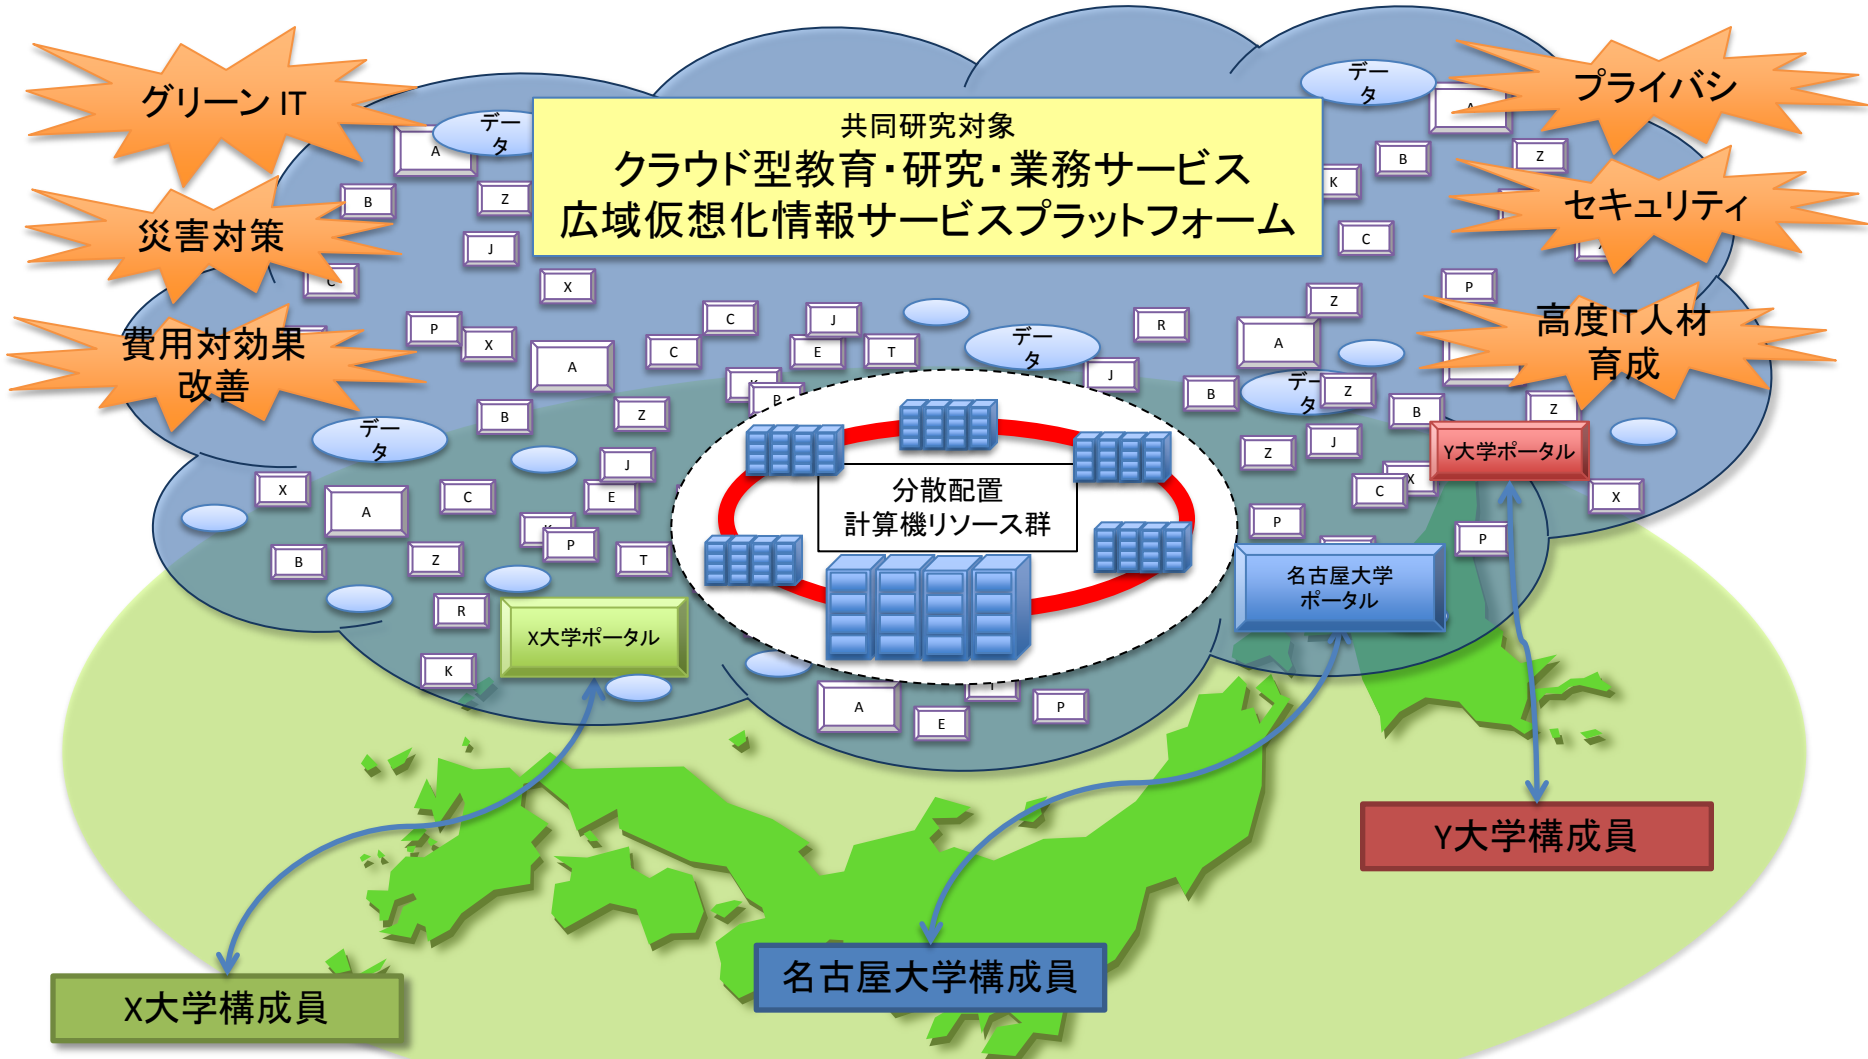 グリーン IT
災害対策
費用対効果
改善
プライバシ
セキュリティ
高度IT人材
育成
共同研究対象
クラウド型教育・研究・業務サービス
広域仮想化情報サービスプラットフォーム
デー
タ
A
B
Z
J
X
P
X
A
B
Z
C
C
J
E
T
デー
タ
デー
タ
A
B
Z
K
C
P
Z
R
A
デー
タ
J
B
デー
タ
Z
B
Z
J
Z
X
C
P
X
P
デー
タ
X
A
B
C
Z
J
E
P
T
R
K
A
E
P
分散配置
計算機リソース群
X大学ポータル
名古屋大学
ポータル
Y大学ポータル
X大学構成員
名古屋大学構成員
Y大学構成員